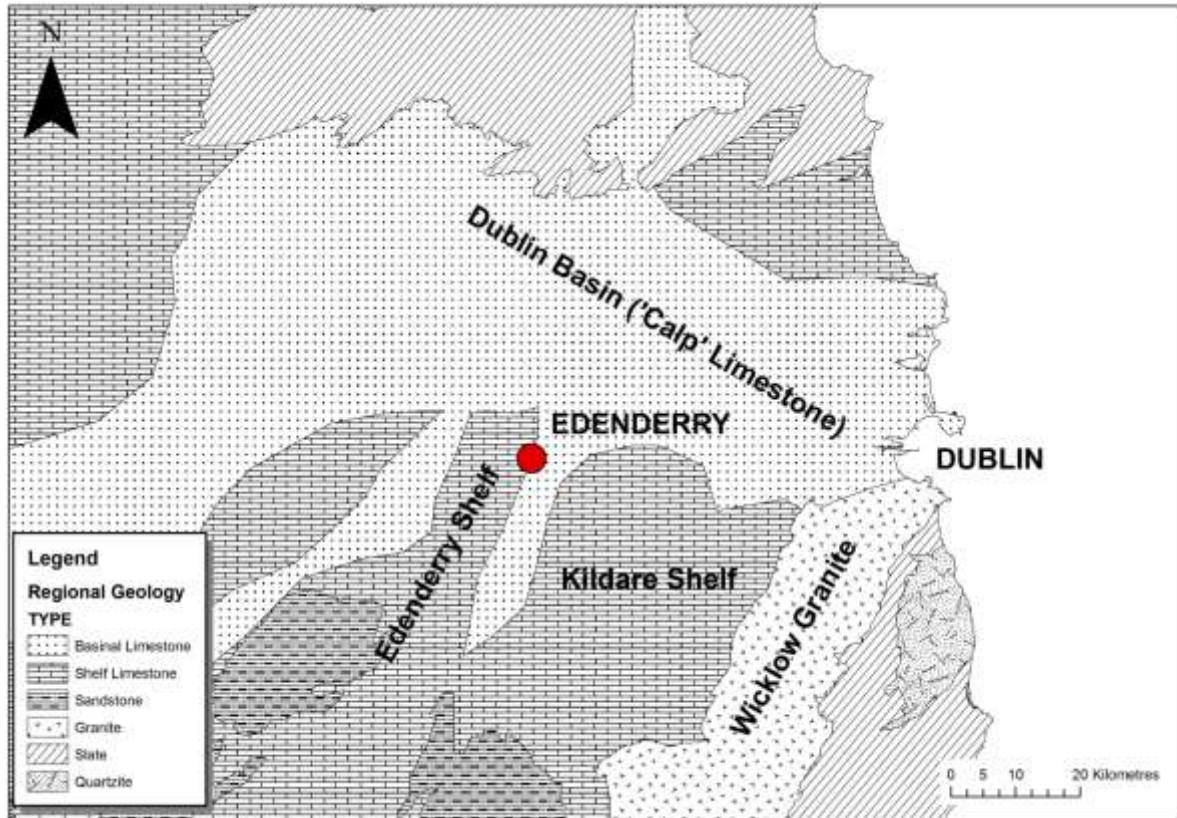 N
Dublin Basin ('Calp' Limestone)
EDENDERRY
DUBLIN
Edenderry Shelf
Kildare Shelf
Wicklow Granite
Legend
Regional Geology
TYPE
Basinal Limestone
Shelf Limestone
Sandstone
Granite
Slate
Quartzite
0 5 10 20 Kilometres